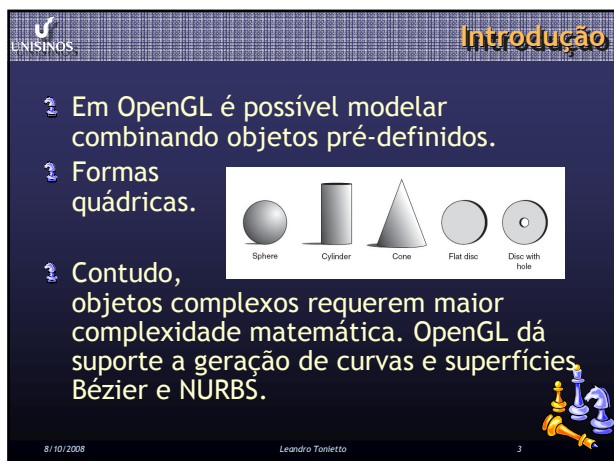 UNISINOS
Introdução
Em OpenGL é possível modelar
combinando objetos pré-definidos.
Formas
quádricas.
Sphere
Cylinder
Cone
Flat disc
Disc with
hole
Contudo,
objetos complexos requerem maior
complexidade matemática. OpenGL dá
suporte a geração de curvas e superfícies
Bézier e NURBS.
8/10/2008
Leandro Tonietto
3